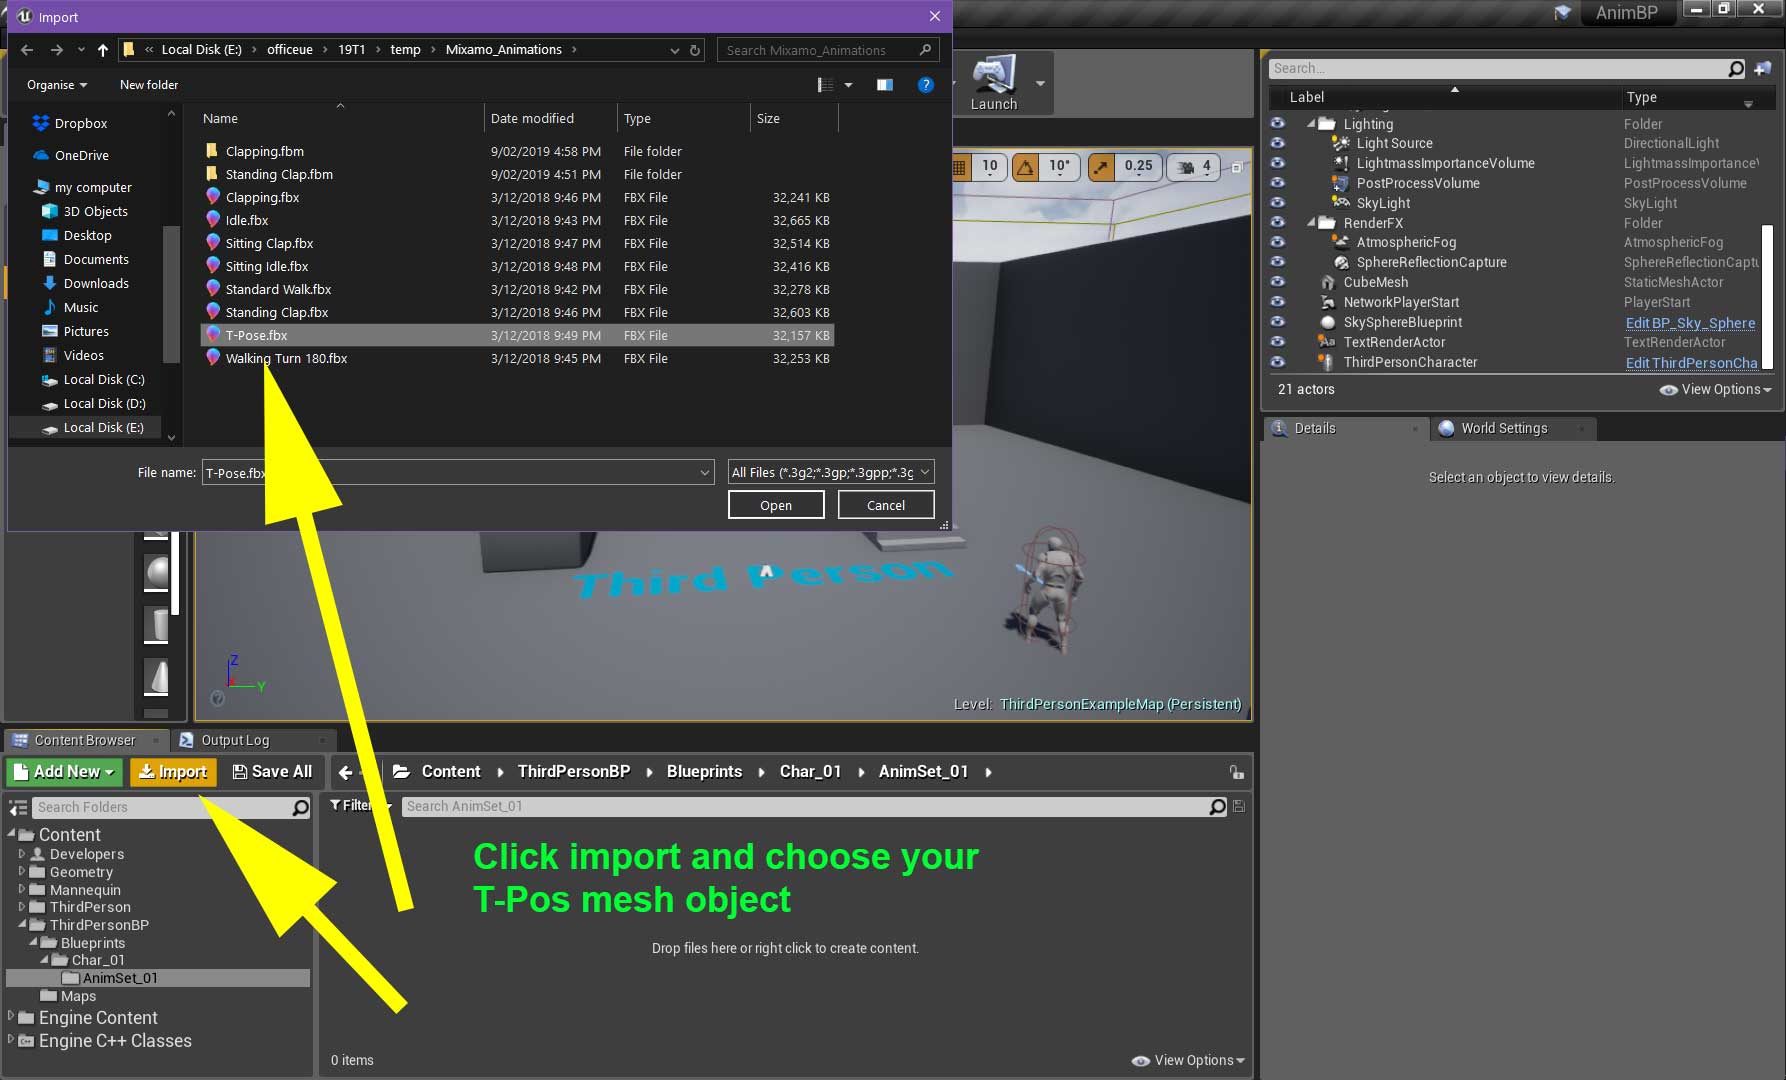 Import
AnimBP
« Local Disk (E:) › officeue › 19T1 › temp › Mixamo_Animations ›
Search Mixamo_Animations
Organise
New folder
Launch
Name
Date modified
Type
Size
Dropbox
OneDrive
my computer
3D Objects
Desktop
Documents
Downloads
Music
Pictures
Videos
Local Disk (C:)
Local Disk (D:)
Local Disk (E:)
Clapping.fbm 9/02/2019 4:58 PM File folder
Standing Clap.fbm 9/02/2019 4:51 PM File folder
Clapping.fbx 3/12/2018 9:46 PM FBX File 32,241 KB
Idle.fbx 3/12/2018 9:43 PM FBX File 32,665 KB
Sitting Clap.fbx 3/12/2018 9:47 PM FBX File 32,514 KB
Sitting Idle.fbx 3/12/2018 9:48 PM FBX File 32,416 KB
Standard Walk.fbx 3/12/2018 9:42 PM FBX File 32,278 KB
Standing Clap.fbx 3/12/2018 9:46 PM FBX File 32,603 KB
T-Pose.fbx 3/12/2018 9:49 PM FBX File 32,157 KB
Walking Turn 180.fbx 3/12/2018 9:45 PM FBX File 32,253 KB
File name: T-Pose.fbx
All Files (*.3g2;*.3gp;*.3gpp;*.3g
Open
Cancel
10
10°
0.25
4
Third Person
Z
X
Y
Level: ThirdPersonExampleMap (Persistent)
Search...
Label
Type
Lighting Folder
Light Source DirectionalLight
LightmassImportanceVolume LightmassImportanceV
PostProcessVolume PostProcessVolume
SkyLight SkyLight
RenderFX Folder
AtmosphericFog AtmosphericFog
SphereReflectionCapture SphereReflectionCaptu
CubeMesh StaticMeshActor
NetworkPlayerStart PlayerStart
SkySphereBlueprint Edit BP_Sky_Sphere
TextRenderActor TextRenderActor
ThirdPersonCharacter Edit ThirdPersonCha
21 actors
View Options
Details
World Settings
Select an object to view details.
Content Browser
Output Log
Add New
Import
Save All
Content
ThirdPersonBP
Blueprints
Char_01
AnimSet_01
Search Folders
Filters
Search AnimSet_01
Content
Developers
Geometry
Mannequin
ThirdPerson
ThirdPersonBP
Blueprints
Char_01
AnimSet_01
Maps
Engine Content
C++
Engine C++ Classes
Click import and choose your
T-Pos mesh object
Drop files here or right click to create content.
0 items
View Options